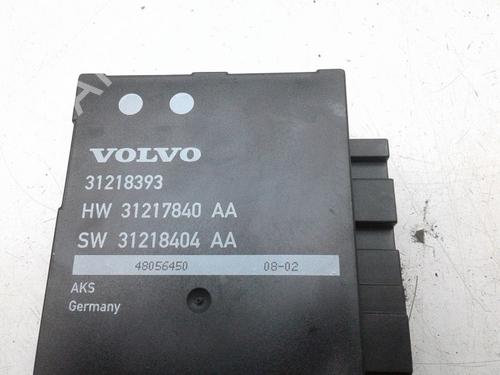 VOLVO
31218393
HW 31217840 AA
SW 31218404 AA
48056450 08-02
AKS
Germany